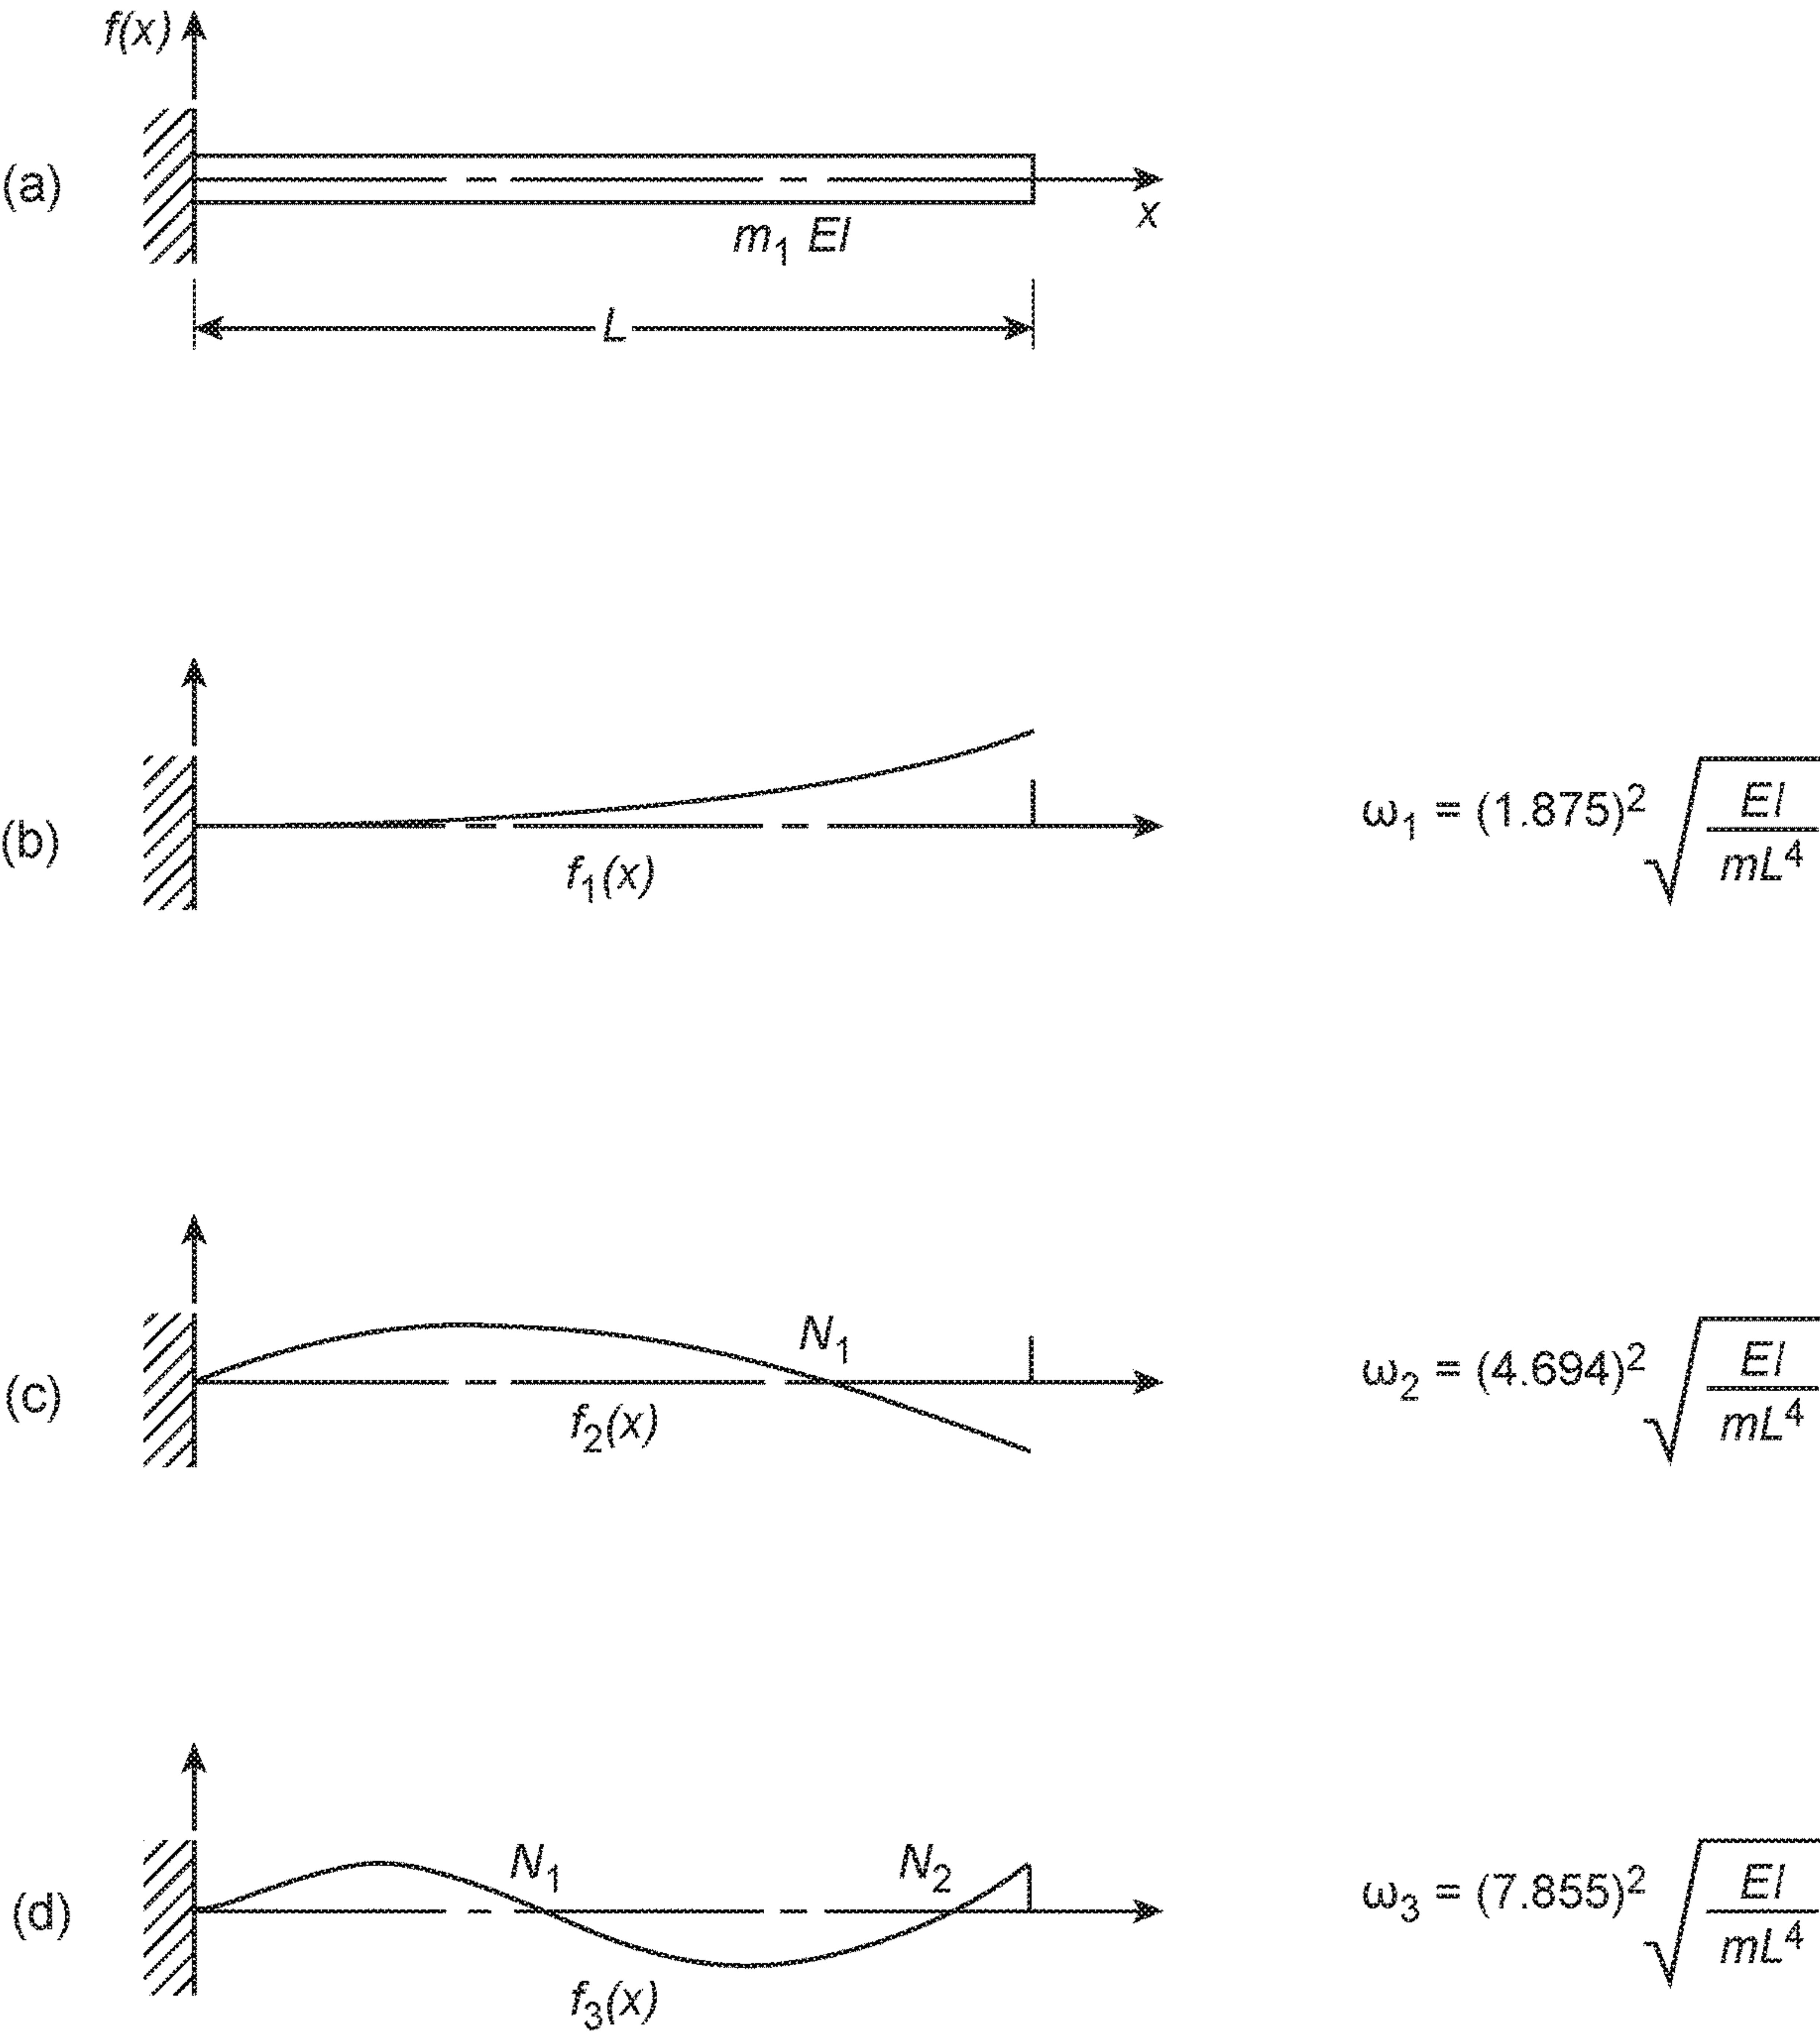 f(x)
(a)
x
m₁ EI
L
(b)
f₁(x)
ω₁ = (1.875)² √(EI/mL⁴)
(c)
N₁
f₂(x)
ω₂ = (4.694)² √(EI/mL⁴)
(d)
N₁
N₂
f₃(x)
ω₃ = (7.855)² √(EI/mL⁴)